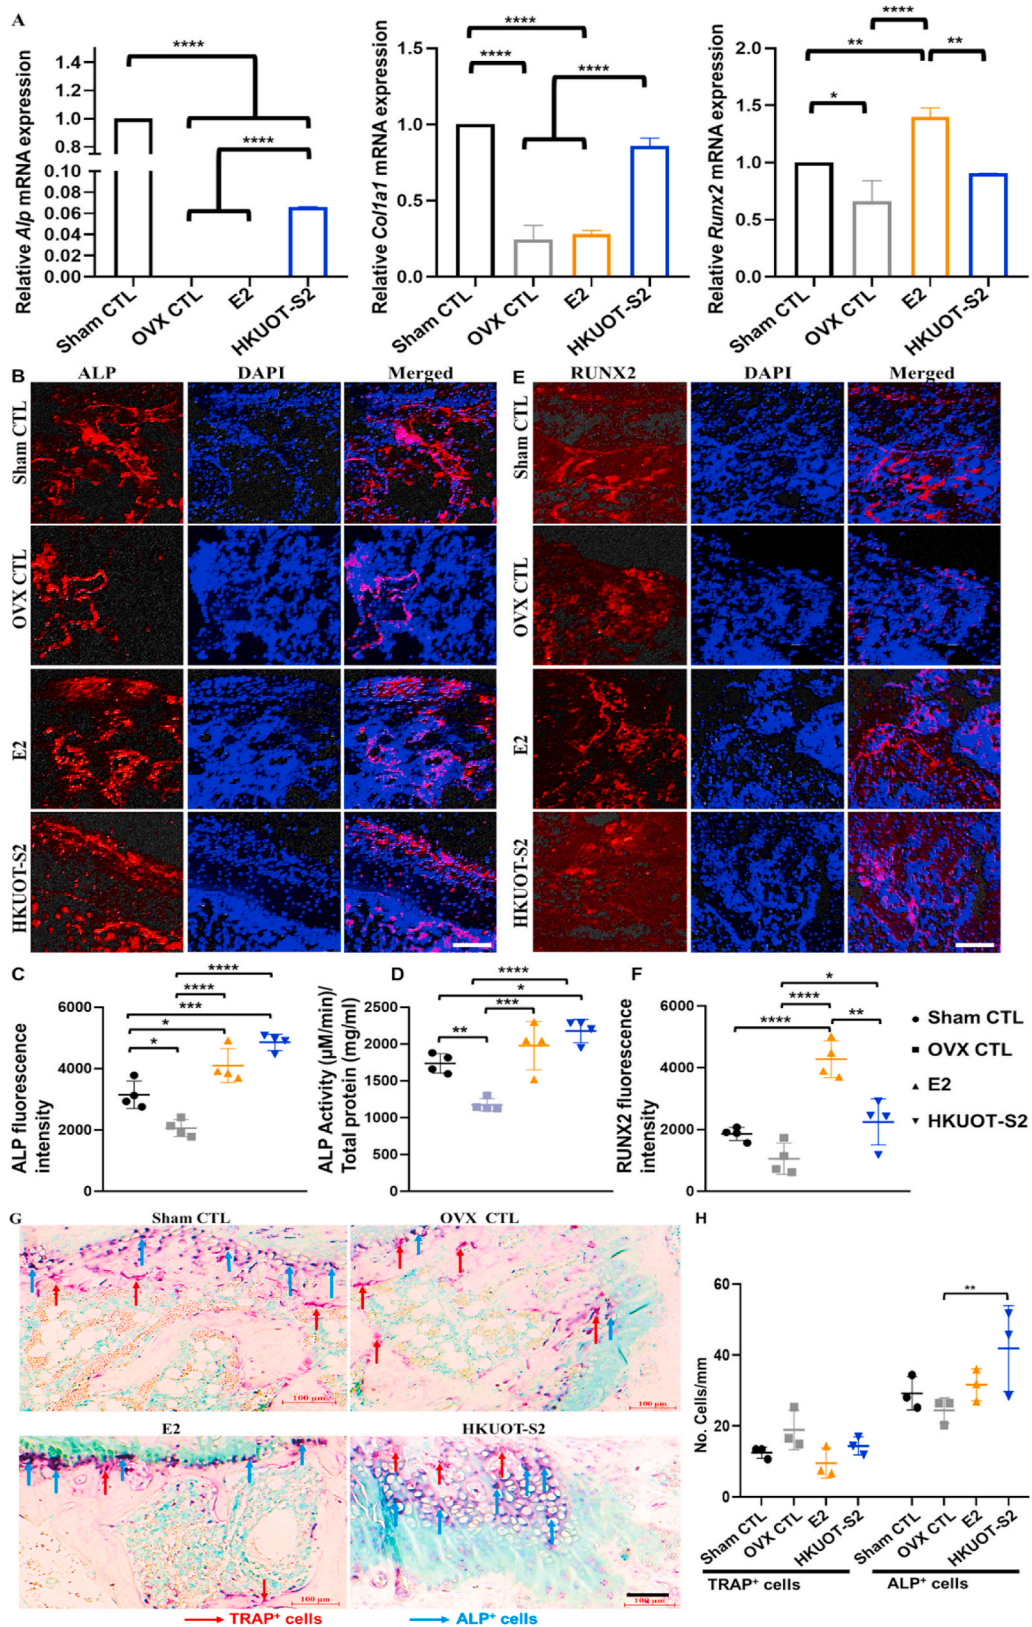 A
Relative Alp mRNA expression
1.4
1.2
1.0
0.8
0.10
0.08
0.06
0.04
0.02
0.00
****
****
Sham CTL
OVX CTL
E2
HKUOT-S2
Relative Col1a1 mRNA expression
1.5
1.0
0.5
0.0
****
****
****
Sham CTL
OVX CTL
E2
HKUOT-S2
Relative Runx2 mRNA expression
2.0
1.5
1.0
0.5
0.0
****
**
**
*
Sham CTL
OVX CTL
E2
HKUOT-S2
B
ALP DAPI Merged
Sham CTL
OVX CTL
E2
HKUOT-S2
E
RUNX2 DAPI Merged
Sham CTL
OVX CTL
E2
HKUOT-S2
C
ALP fluorescence
intensity
6000
4000
2000
0
****
****
***
*
*
D
ALP Activity (µM/min)/
Total protein (mg/ml)
2500
2000
1500
1000
500
0
****
*
***
**
F
RUNX2 fluorescence
intensity
6000
4000
2000
0
*
****
****
**
Sham CTL
OVX CTL
E2
HKUOT-S2
G
Sham CTL
OVX CTL
100 µm
100 µm
E2
HKUOT-S2
100 µm
100 µm
TRAP+ cells
ALP+ cells
H
No. Cells/mm
60
40
20
0
**
Sham CTL
OVX CTL
E2
HKUOT-S2
Sham CTL
OVX CTL
E2
HKUOT-S2
TRAP+ cells
ALP+ cells